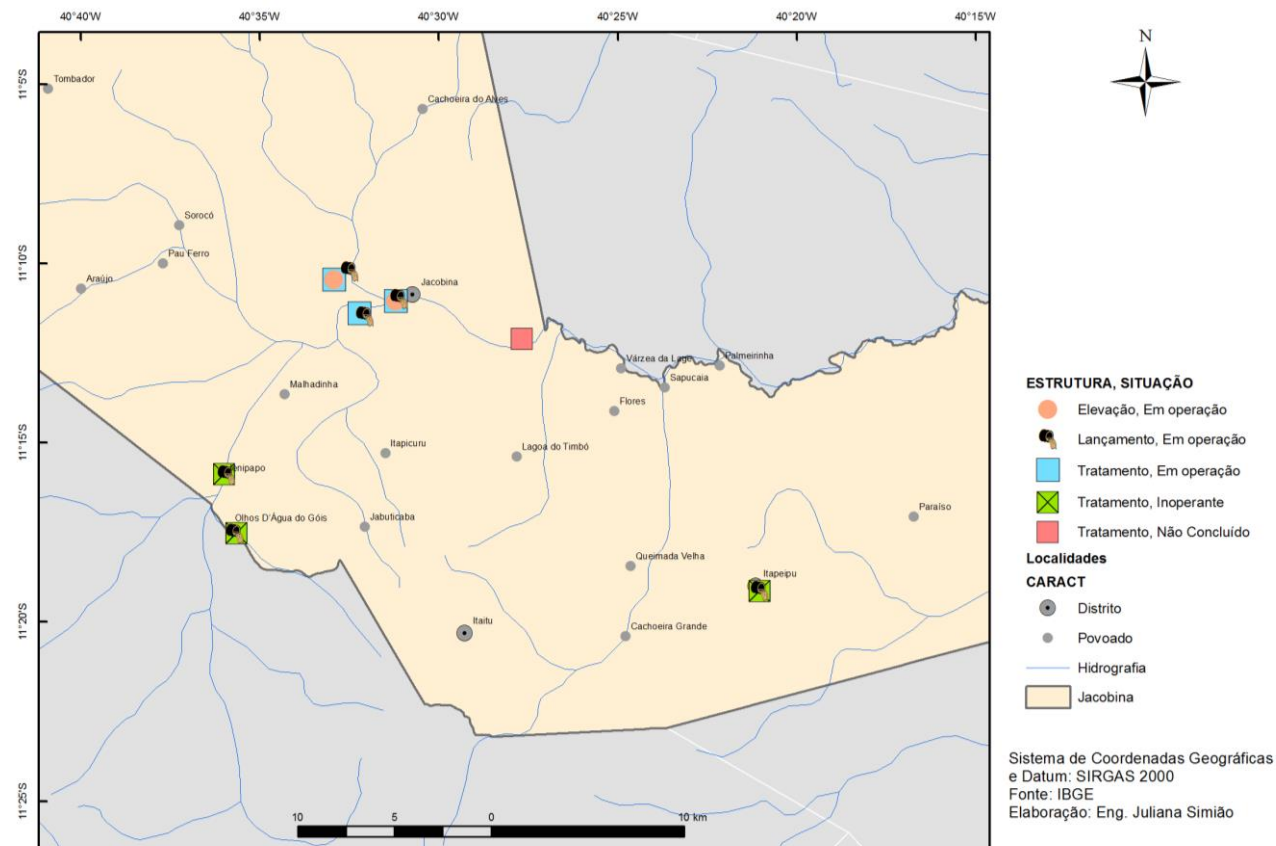 40°40'W
40°35'W
40°30'W
40°25'W
40°20'W
40°15'W
N
11°5'S
11°10'S
11°15'S
11°20'S
11°25'S
Tombador
Cachoeira do Alves
Sorocó
Pau Ferro
Araújo
Jacobina
Várzea da Lage
Palmeirinha
Sapucaia
Malhadinha
Flores
Itapicuru
Lagoa do Timbó
enipapo
Olhos D'Água do Góis
Jabuticaba
Paraíso
Queimada Velha
Itapeipu
Itaitu
Cachoeira Grande
10 5 0 10 km
ESTRUTURA, SITUAÇÃO
Elevação, Em operação
Lançamento, Em operação
Tratamento, Em operação
Tratamento, Inoperante
Tratamento, Não Concluído
Localidades
CARACT
Distrito
Povoado
Hidrografia
Jacobina
Sistema de Coordenadas Geográficas
e Datum: SIRGAS 2000
Fonte: IBGE
Elaboração: Eng. Juliana Simião